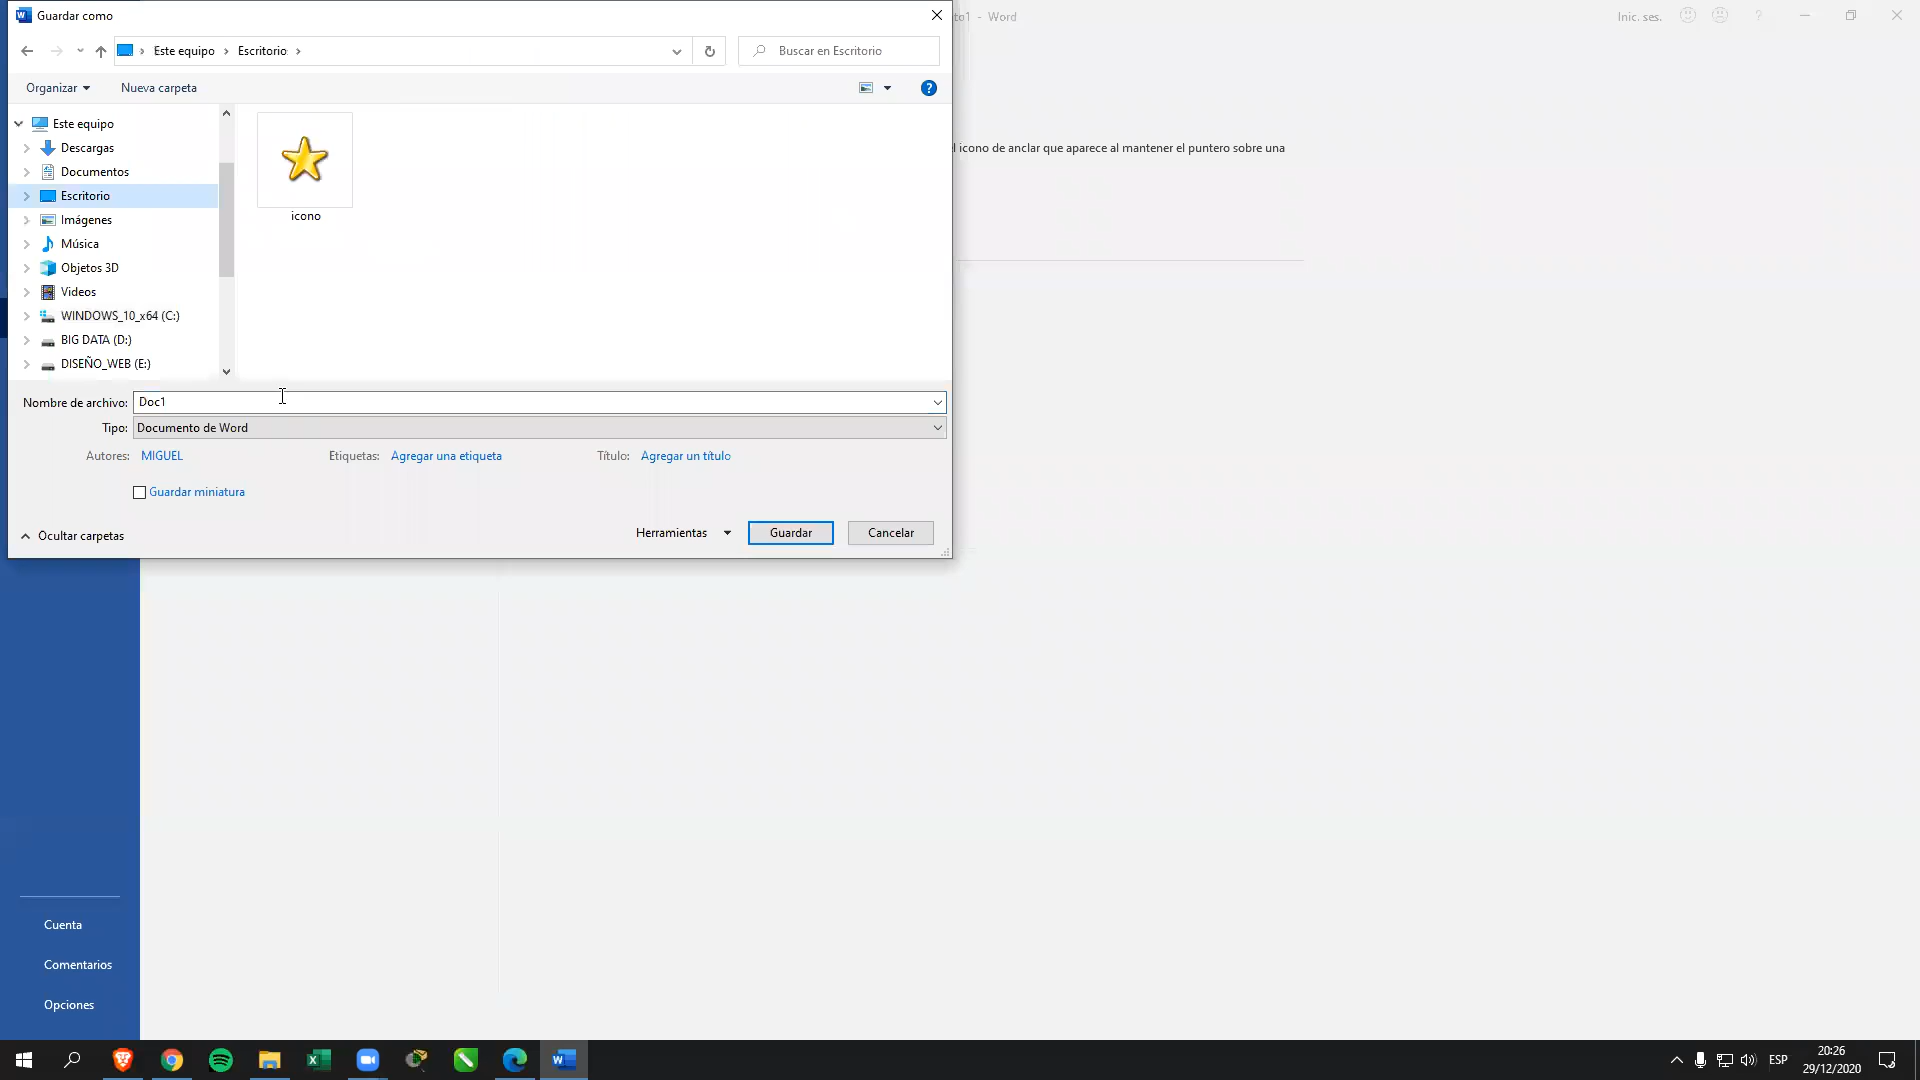 Guardar como
to1 - Word
Inic. ses.
Este equipo
Escritorio
Buscar en Escritorio
Organizar
Nueva carpeta
Este equipo
Descargas
Documentos
Escritorio
Imágenes
Música
Objetos 3D
Videos
WINDOWS_10_x64 (C:)
BIG DATA (D:)
DISEÑO_WEB (E:)
icono
l icono de anclar que aparece al mantener el puntero sobre una
Nombre de archivo: Doc1
Tipo: Documento de Word
Autores: MIGUEL
Etiquetas: Agregar una etiqueta
Título: Agregar un título
Guardar miniatura
Ocultar carpetas
Herramientas
Guardar
Cancelar
Cuenta
Comentarios
Opciones
ESP
20:26
29/12/2020